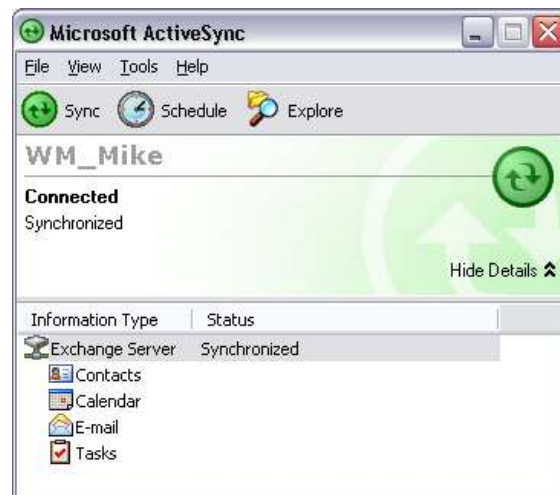 Microsoft ActiveSync
File View Tools Help
Sync Schedule Explore
WM_Mike
Connected
Synchronized
Hide Details
Information Type Status
Exchange Server Synchronized
Contacts
Calendar
E-mail
Tasks